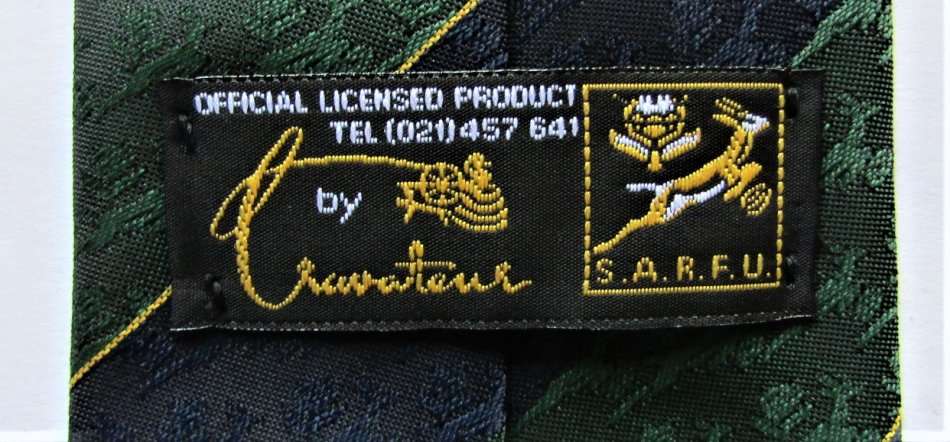 OFFICIAL LICENSED PRODUCT
TEL (021) 457 641
by
Cravateur
S.A.R.F.U.